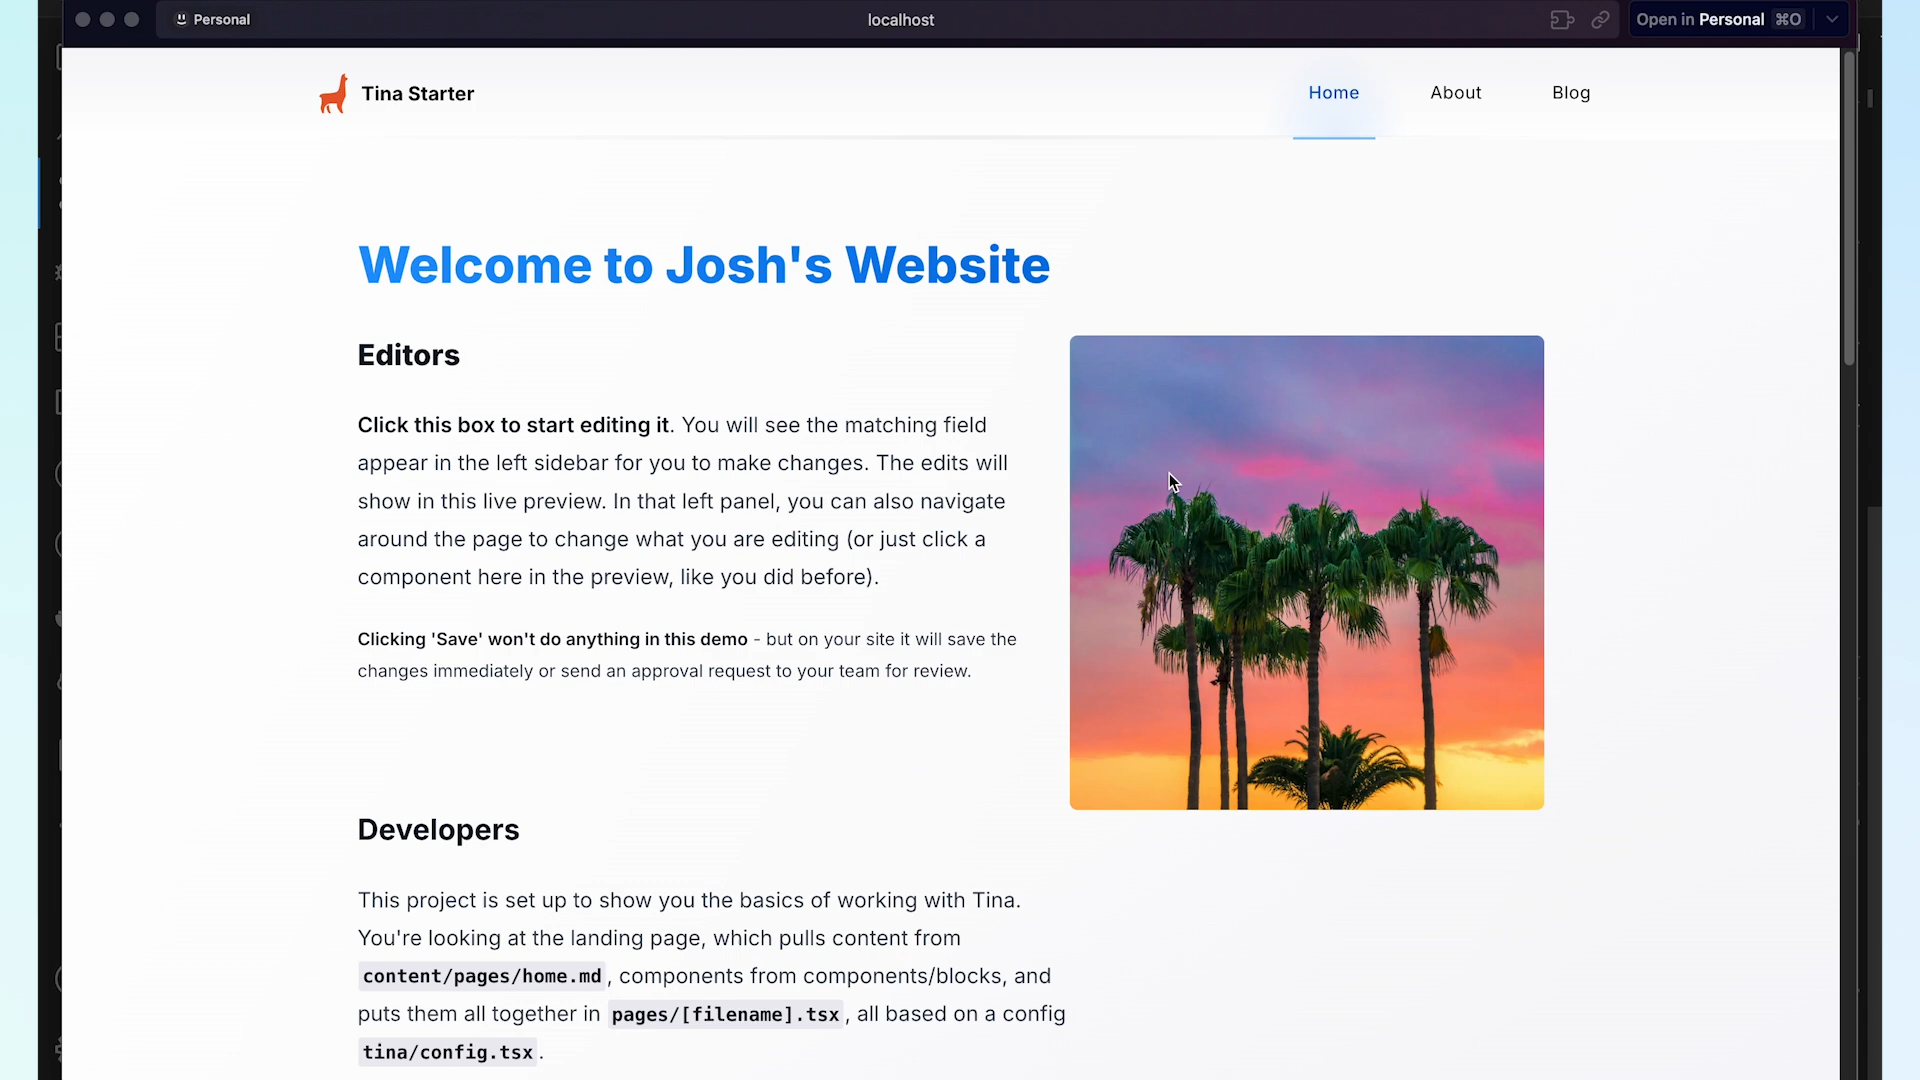 Personal
localhost
Open in Personal ⌘O
Tina Starter
Home
About
Blog
Welcome to Josh's Website
Editors
Click this box to start editing it. You will see the matching field
appear in the left sidebar for you to make changes. The edits will
show in this live preview. In that left panel, you can also navigate
around the page to change what you are editing (or just click a
component here in the preview, like you did before).
Clicking 'Save' won't do anything in this demo - but on your site it will save the
changes immediately or send an approval request to your team for review.
Developers
This project is set up to show you the basics of working with Tina.
You're looking at the landing page, which pulls content from
content/pages/home.md, components from components/blocks, and
puts them all together in pages/[filename].tsx, all based on a config
tina/config.tsx.